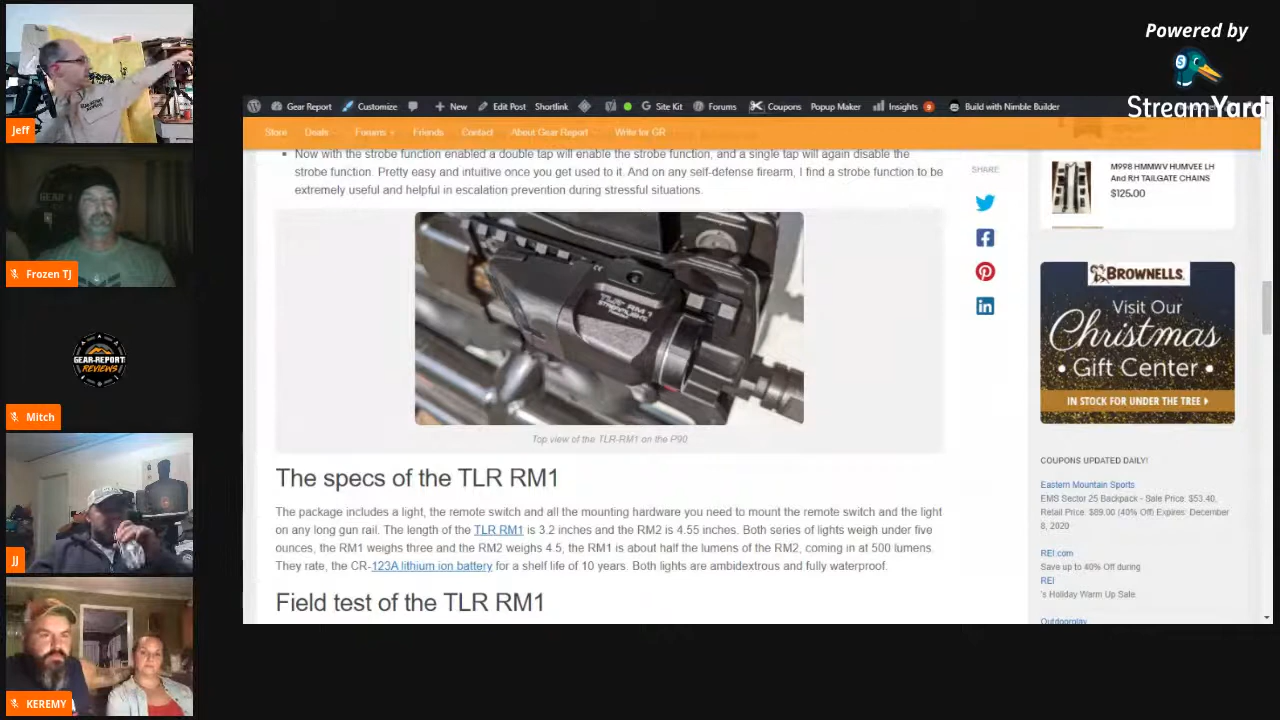 Powered by
StreamYard
Jeff
Frozen TJ
GEAR-REPORT
REVIEWS
Mitch
JJ
KEREMY
Gear Report Customize New Edit Post Shortlink Site Kit Forums Coupons Popup Maker Insights 9 Build with Nimble Builder
Store Deals Forums Friends Contact About Gear Report Write for GR
Now with the strobe function enabled a double tap will enable the strobe function, and a single tap will again disable the
strobe function. Pretty easy and intuitive once you get used to it. And on any self-defense firearm, I find a strobe function to be
extremely useful and helpful in escalation prevention during stressful situations.
TLR RM 1
STREAMLIGHT
Top view of the TLR-RM1 on the P90
The specs of the TLR RM1
The package includes a light, the remote switch and all the mounting hardware you need to mount the remote switch and the light
on any long gun rail. The length of the TLR RM1 is 3.2 inches and the RM2 is 4.55 inches. Both series of lights weigh under five
ounces, the RM1 weighs three and the RM2 weighs 4.5, the RM1 is about half the lumens of the RM2, coming in at 500 lumens.
They rate, the CR-123A lithium ion battery for a shelf life of 10 years. Both lights are ambidextrous and fully waterproof.
Field test of the TLR RM1
SHARE:
M998 HMMWV HUMVEE LH
And RH TAILGATE CHAINS
$125.00
BROWNELLS
Visit Our
Christmas
• Gift Center •
IN STOCK FOR UNDER THE TREE
COUPONS UPDATED DAILY!
Eastern Mountain Sports
EMS Sector 25 Backpack - Sale Price: $53.40,
Retail Price: $89.00 (40% Off) Expires: December
8, 2020
REI.com
Save up to 40% Off during
REI
's Holiday Warm Up Sale.
Outdoorplay